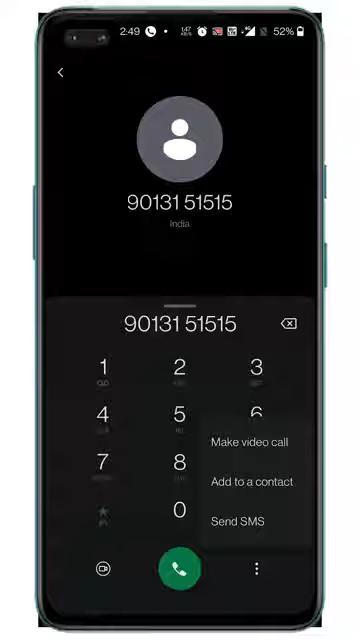 2:49 52%
90131 51515
India
90131 51515
1 2 3
4 5 6
Make video call
7 8
Add to a contact
0
Send SMS